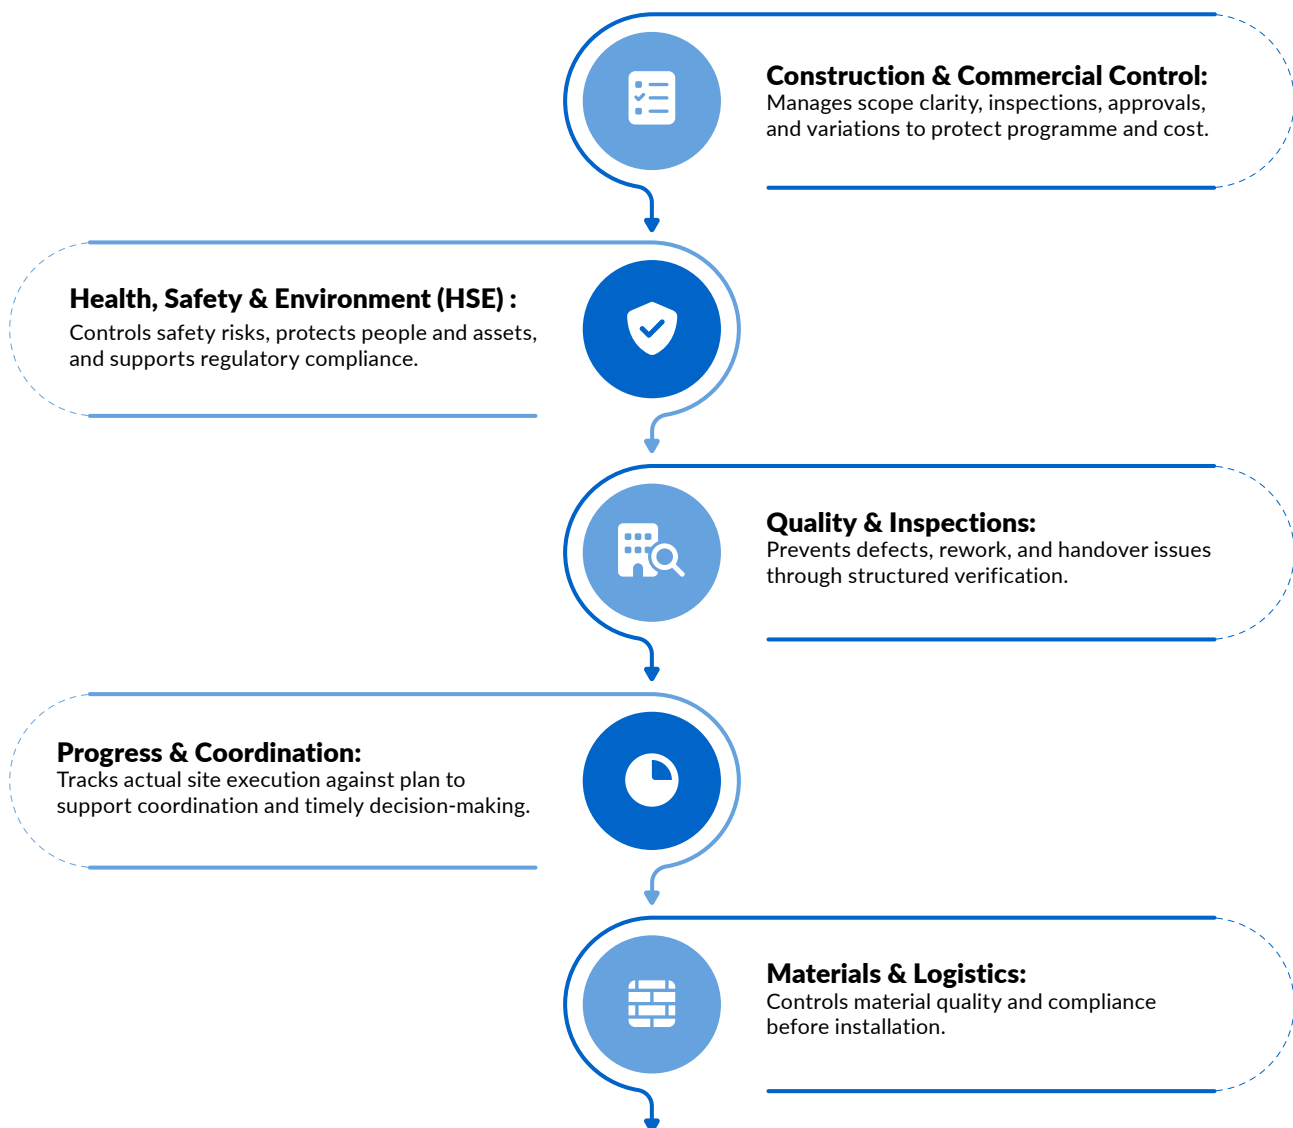 Construction & Commercial Control:
Manages scope clarity, inspections, approvals,
and variations to protect programme and cost.
Health, Safety & Environment (HSE) :
Controls safety risks, protects people and assets,
and supports regulatory compliance.
Quality & Inspections:
Prevents defects, rework, and handover issues
through structured verification.
Progress & Coordination:
Tracks actual site execution against plan to
support coordination and timely decision-making.
Materials & Logistics:
Controls material quality and compliance
before installation.